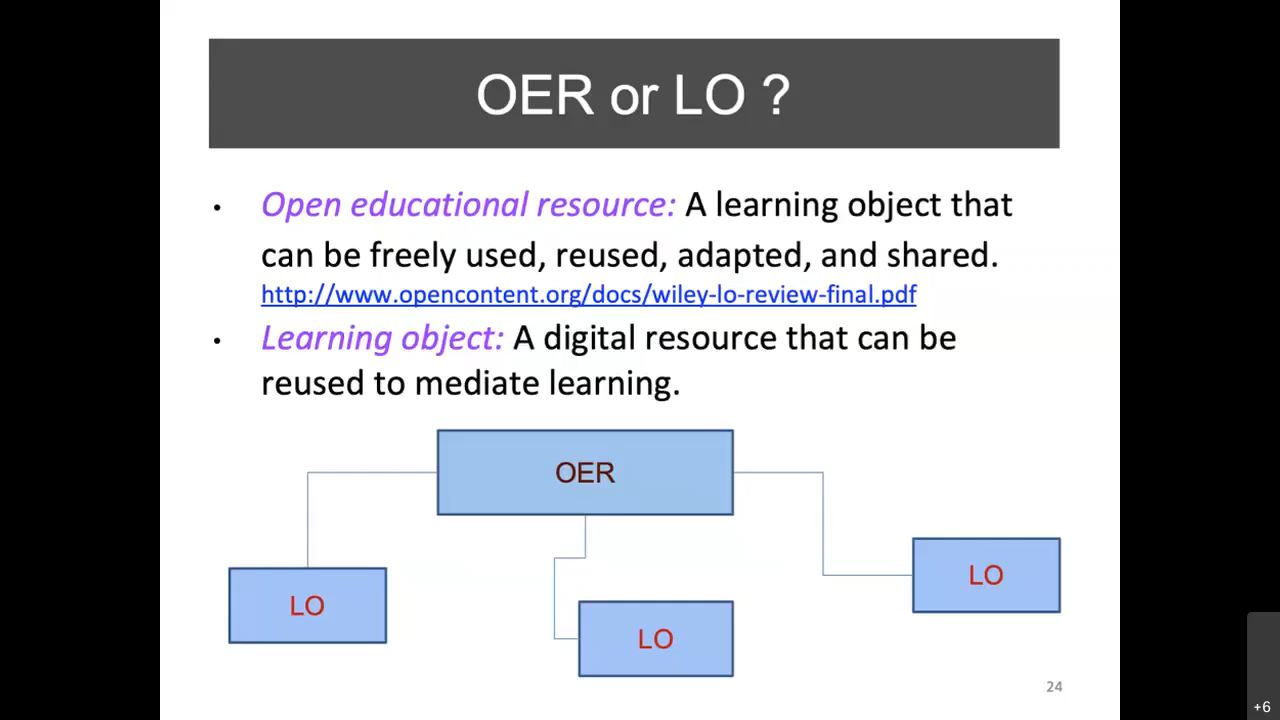 OER or LO ?
• Open educational resource: A learning object that
can be freely used, reused, adapted, and shared.
http://www.opencontent.org/docs/wiley-lo-review-final.pdf
• Learning object: A digital resource that can be
reused to mediate learning.
OER
LO
LO
LO
24
+6